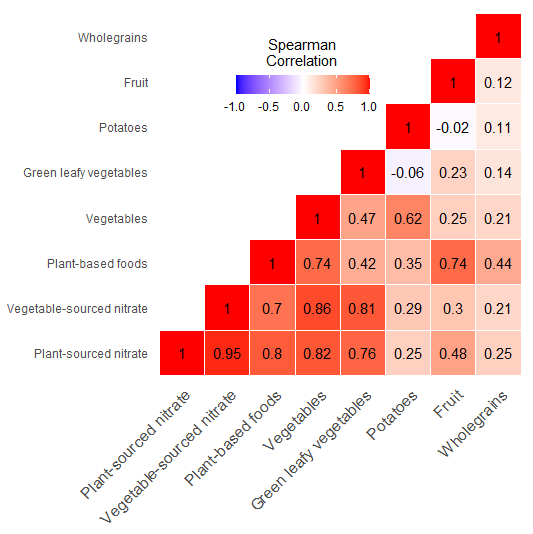 Spearman
Correlation
-1.0 -0.5 0.0 0.5 1.0
Wholegrains 1
Fruit 1 0.12
Potatoes 1 -0.02 0.11
Green leafy vegetables 1 -0.06 0.23 0.14
Vegetables 1 0.47 0.62 0.25 0.21
Plant-based foods 1 0.74 0.42 0.35 0.74 0.44
Vegetable-sourced nitrate 1 0.7 0.86 0.81 0.29 0.3 0.21
Plant-sourced nitrate 1 0.95 0.8 0.82 0.76 0.25 0.48 0.25
Plant-sourced nitrate
Vegetable-sourced nitrate
Plant-based foods
Vegetables
Green leafy vegetables
Potatoes
Fruit
Wholegrains